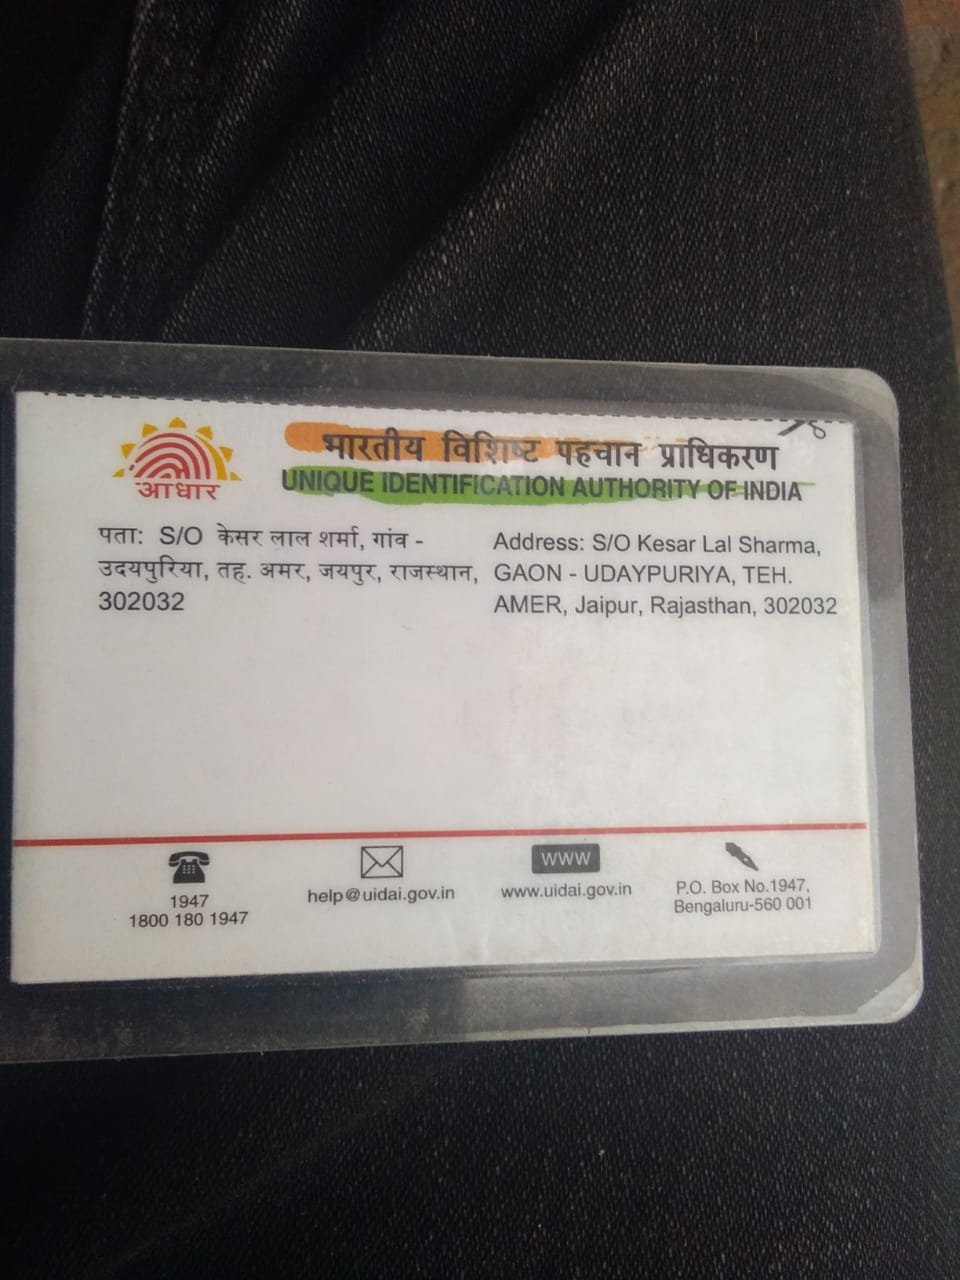 भारतीय विशिष्ट पहचान प्राधिकरण
UNIQUE IDENTIFICATION AUTHORITY OF INDIA
आधार
पता: S/O केसर लाल शर्मा, गांव -
उदयपुरिया, तह. अमर, जयपुर, राजस्थान,
302032
Address: S/O Kesar Lal Sharma,
GAON - UDAYPURIYA, TEH.
AMER, Jaipur, Rajasthan, 302032
1947
1800 180 1947
help@uidai.gov.in
WWW
www.uidai.gov.in
P.O. Box No.1947,
Bengaluru-560 001